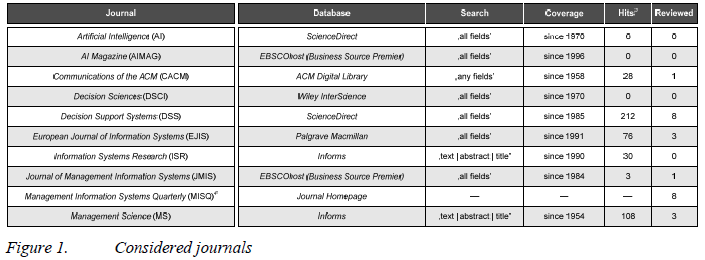 Journal Database Search Coverage Hits Reviewed
Artificial Intelligence (AI) ScienceDirect ‚all fields' since 1970
AI Magazine (AIMAG) EBSCOhost (Business Source Premier) ‚all fields' since 1996 0 0
Communications of the ACM (CACM) ACM Digital Library ‚any fields' since 1958 28 1
Decision Sciences (DSCI) Wiley InterScience ‚all fields' since 1970 0 0
Decision Support Systems (DSS) ScienceDirect ‚all fields' since 1985 212 8
European Journal of Information Systems (EJIS) Palgrave Macmillan ‚all fields' since 1991 76 3
Information Systems Research (ISR) Informs ‚text | abstract | title" since 1990 30 0
Journal of Management Information Systems (JMIS) EBSCOhost (Business Source Premier) ‚all fields' since 1984 3 1
Management Information Systems Quarterly (MISQ) Journal Homepage — — — 8
Management Science (MS) Informs ‚text | abstract | title" since 1954 108 3
Figure 1. Considered journals